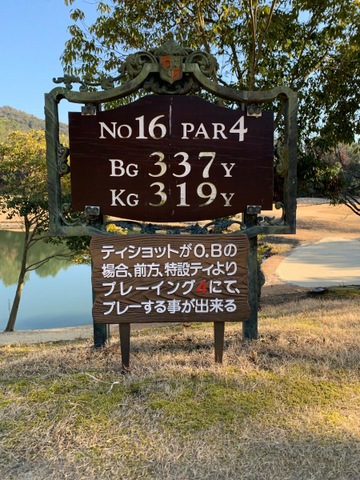 No 16 PAR 4
BG 337Y
KG 319Y
ティショットがO.Bの
場合、前方、特設ティより
プレーイング4にて、
プレーする事が出来る